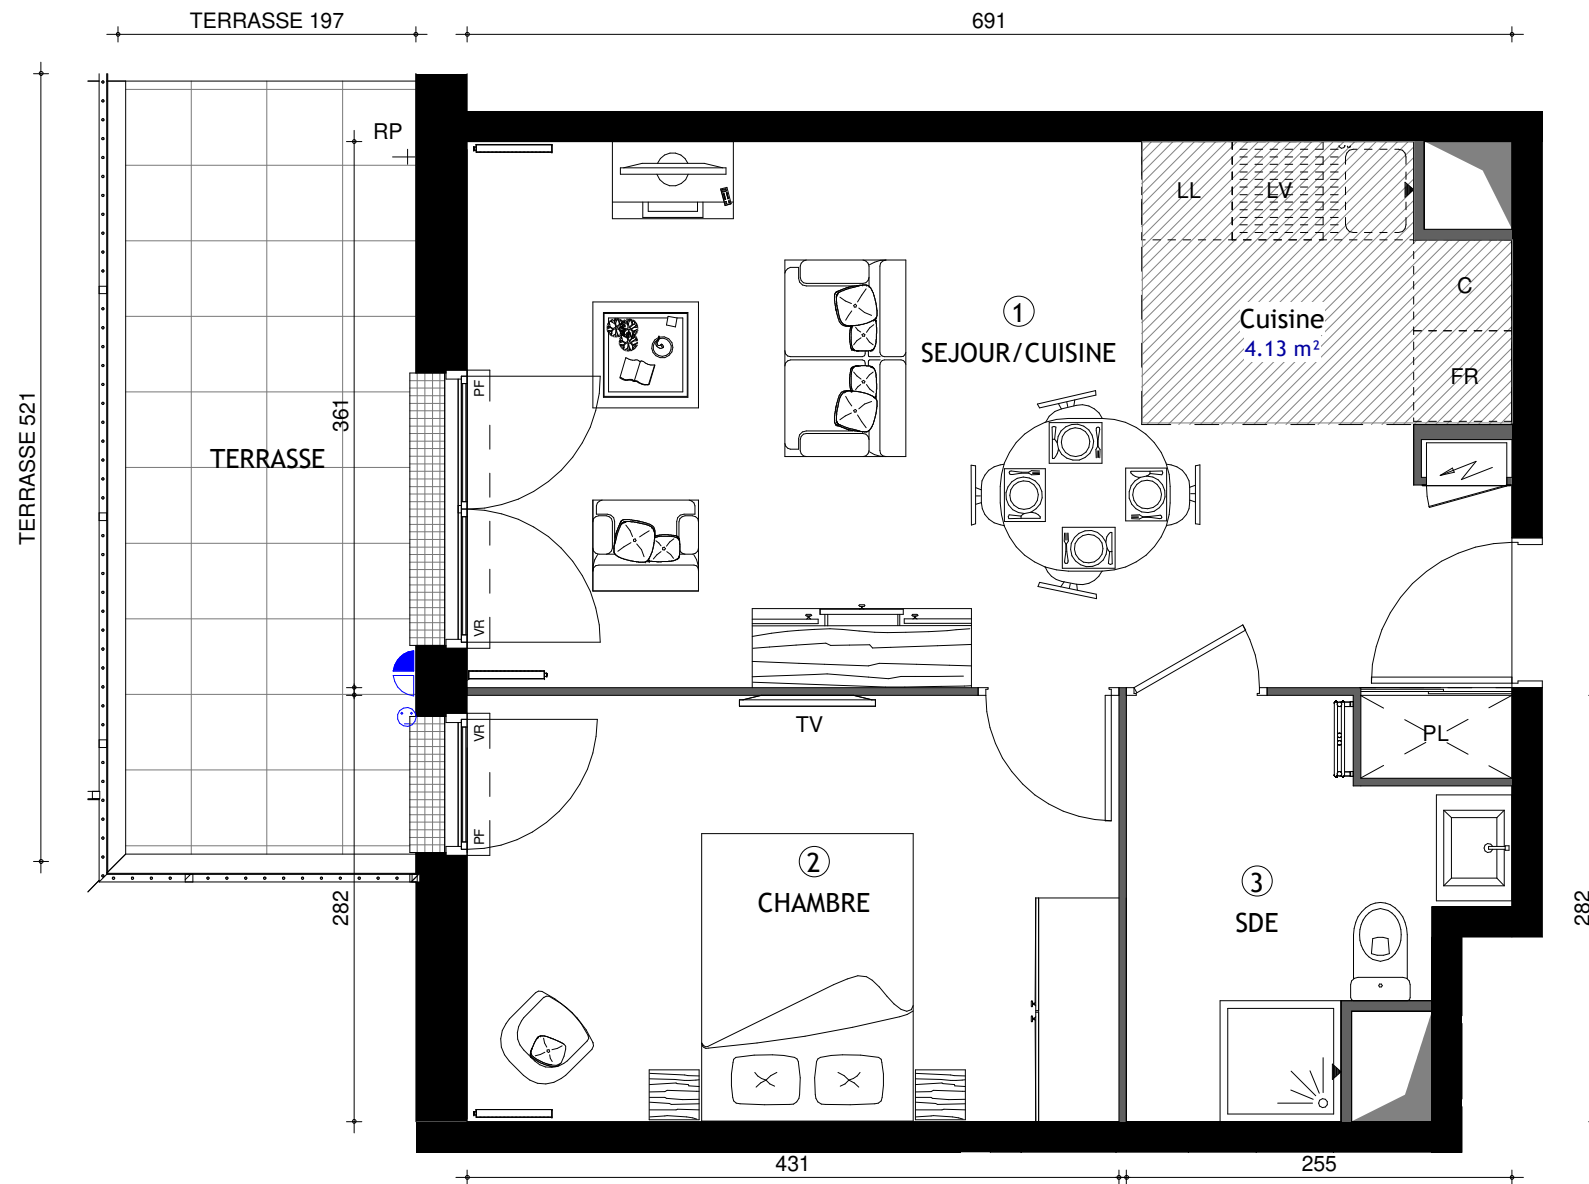 TERRASSE 197
691
RP
LL
LV
C
1
SEJOUR/CUISINE
Cuisine
4.13 m²
FR
PF
361
TERRASSE 521
TERRASSE
VR
TV
VR
PL
PF
2
CHAMBRE
3
SDE
282
282
431
255